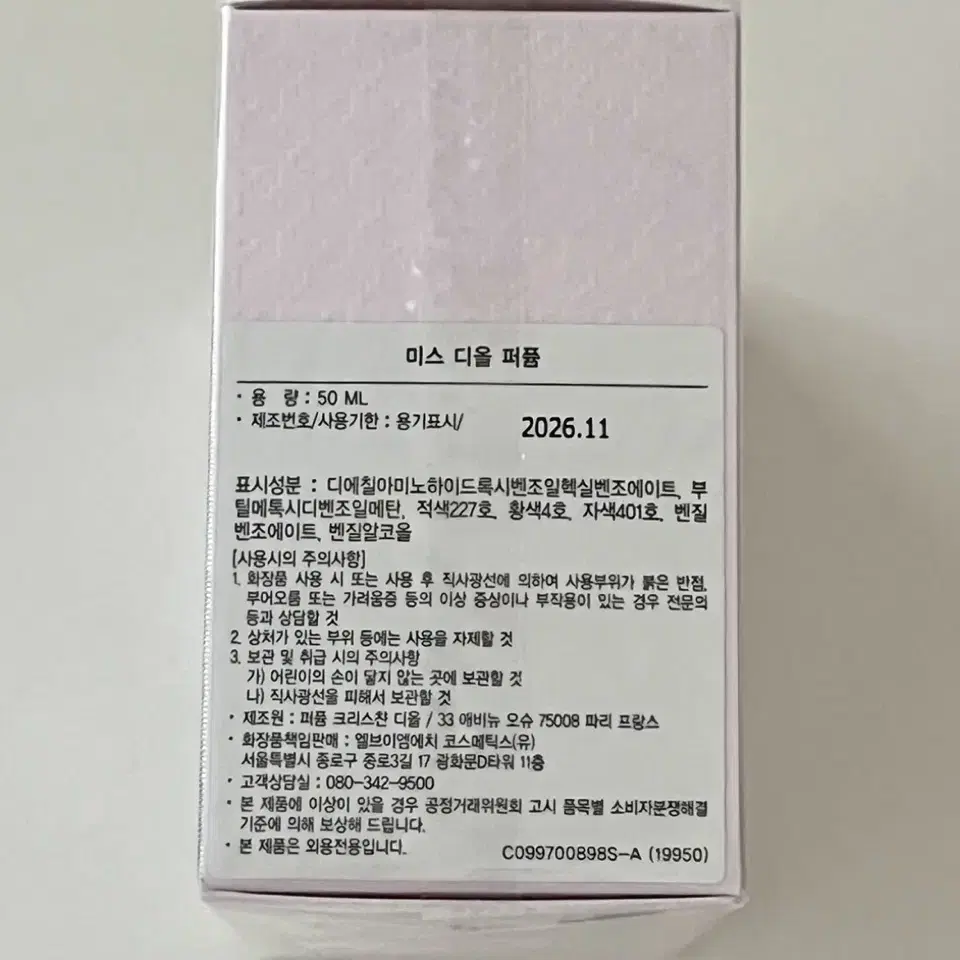 미스 디올 퍼퓸
· 용 량 : 50 ML
· 제조번호/사용기한 : 용기표시/ 2026.11
표시성분 : 디에칠아미노하이드록시벤조일헥실벤조에이트, 부
틸메톡시디벤조일메탄, 적색227호, 황색4호, 자색401호, 벤질
벤조에이트, 벤질알코올
[사용시의 주의사항]
1. 화장품 사용 시 또는 사용 후 직사광선에 의하여 사용부위가 붉은 반점,
부어오름 또는 가려움증 등의 이상 증상이나 부작용이 있는 경우 전문의
등과 상담할 것
2. 상처가 있는 부위 등에는 사용을 자제할 것
3. 보관 및 취급 시의 주의사항
가) 어린이의 손이 닿지 않는 곳에 보관할 것
나) 직사광선을 피해서 보관할 것
· 제조원 : 퍼퓸 크리스챤 디올 / 33 애비뉴 오슈 75008 파리 프랑스
· 화장품책임판매 : 엘브이엠에치 코스메틱스(유)
서울특별시 종로구 종로3길 17 광화문D타워 11층
· 고객상담실 : 080-342-9500
· 본 제품에 이상이 있을 경우 공정거래위원회 고시 품목별 소비자분쟁해결
기준에 의해 보상해 드립니다.
· 본 제품은 외용전용입니다.
C099700898S-A (19950)